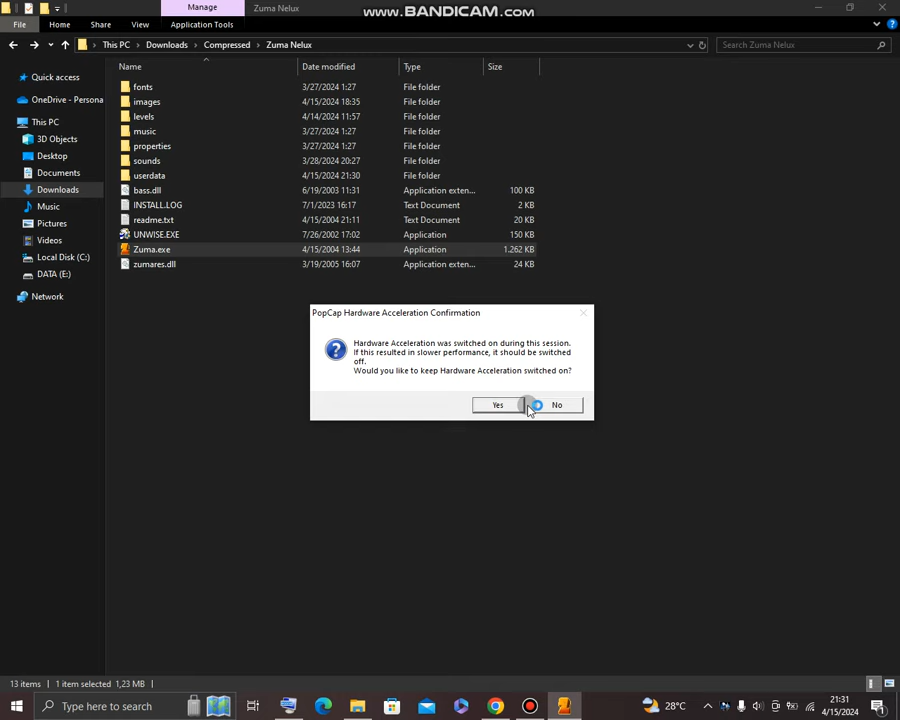 Manage
Zuma Nelux
www.BANDICAM.com
File
Home
Share
View
Application Tools
This PC
Downloads
Compressed
Zuma Nelux
Search Zuma Nelux
Name
Date modified
Type
Size
Quick access
OneDrive - Persona
This PC
3D Objects
Desktop
Documents
Downloads
Music
Pictures
Videos
Local Disk (C:)
DATA (E:)
Network
fonts 3/27/2024 1:27 File folder
images 4/15/2024 18:35 File folder
levels 4/14/2024 11:57 File folder
music 3/27/2024 1:27 File folder
properties 3/27/2024 1:27 File folder
sounds 3/28/2024 20:27 File folder
userdata 4/15/2024 21:30 File folder
bass.dll 6/19/2003 11:31 Application exten... 100 KB
INSTALL.LOG 7/1/2023 16:17 Text Document 2 KB
readme.txt 4/15/2004 21:11 Text Document 20 KB
UNWISE.EXE 7/26/2002 17:02 Application 150 KB
Zuma.exe 4/15/2004 13:44 Application 1.262 KB
zumares.dll 3/19/2005 16:07 Application exten... 24 KB
PopCap Hardware Acceleration Confirmation
Hardware Acceleration was switched on during this session.
If this resulted in slower performance, it should be switched
off.
Would you like to keep Hardware Acceleration switched on?
Yes
No
13 items
1 item selected 1,23 MB
Type here to search
28°C
21:31
4/15/2024
1